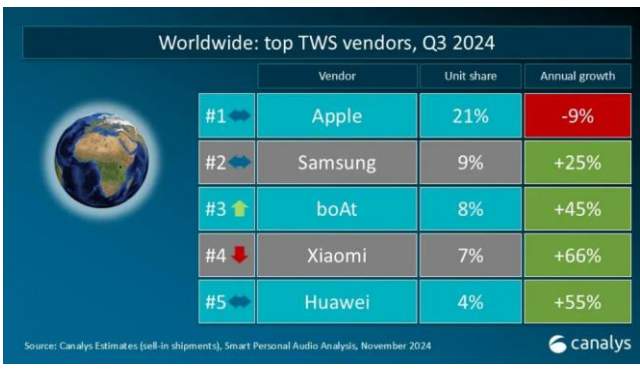 Worldwide: top TWS vendors, Q3 2024
Vendor Unit share Annual growth
#1 Apple 21% -9%
#2 Samsung 9% +25%
#3 boAt 8% +45%
#4 Xiaomi 7% +66%
#5 Huawei 4% +55%
Source: Canalys Estimates (sell-in shipments), Smart Personal Audio Analysis, November 2024
canalys